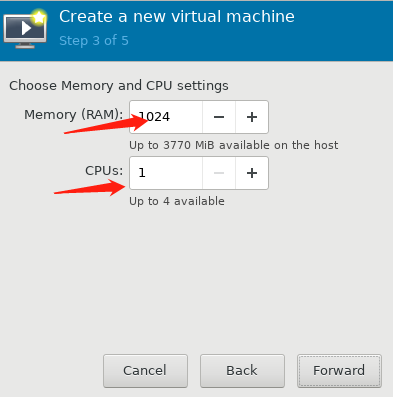 Create a new virtual machine
Step 3 of 5
Choose Memory and CPU settings
Memory (RAM): 1024 − +
Up to 3770 MiB available on the host
CPUs: 1 − +
Up to 4 available
Cancel Back Forward